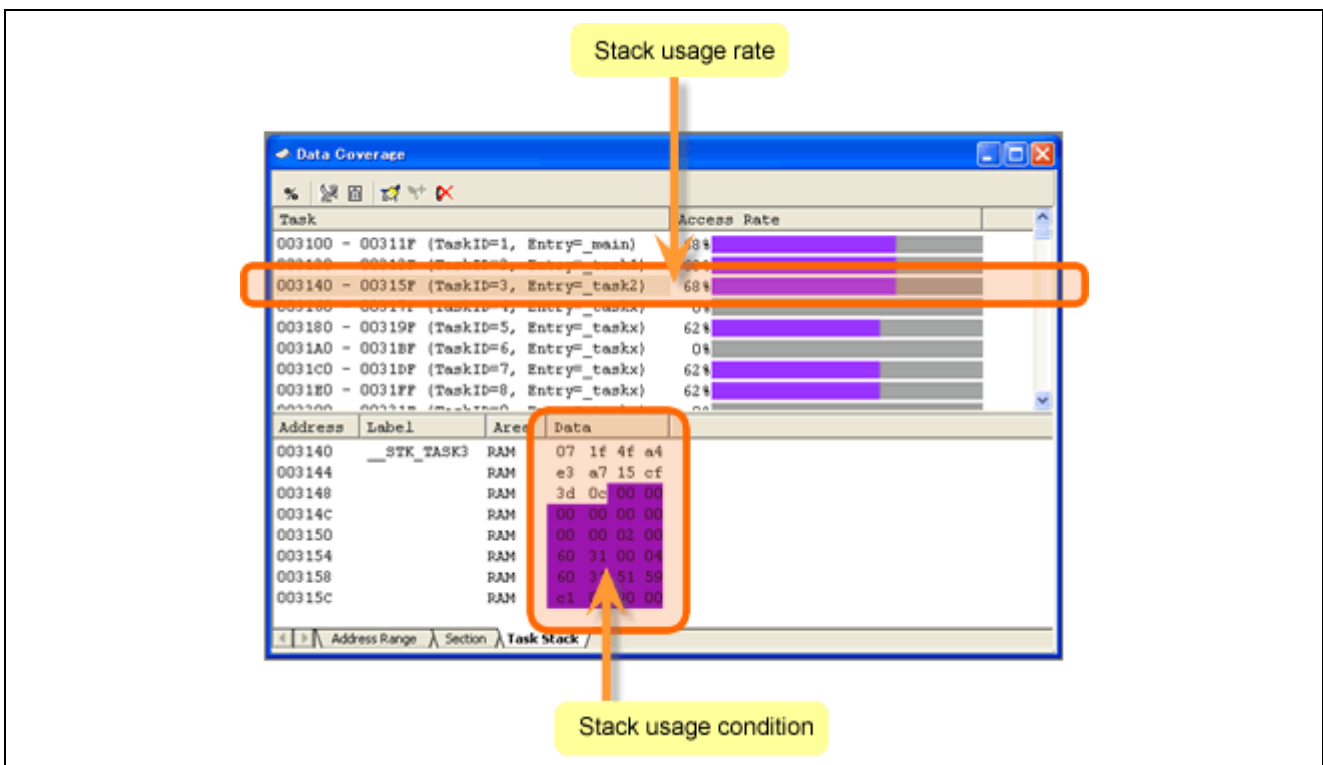 Stack usage rate
Data Coverage
%
Task Access Rate
003100 - 00311F (TaskID=1, Entry=_main) 68%
003140 - 00315F (TaskID=3, Entry=_task2) 68%
003180 - 00319F (TaskID=5, Entry=_taskx) 62%
0031A0 - 0031BF (TaskID=6, Entry=_taskx) 0%
0031C0 - 0031DF (TaskID=7, Entry=_taskx) 62%
0031E0 - 0031FF (TaskID=8, Entry=_taskx) 62%
Address Label Area Data
003140 __STK_TASK3 RAM 07 1f 4f a4
003144 RAM e3 a7 15 cf
003148 RAM 3d 0c 00 00
00314C RAM 00 00 00 00
003150 RAM 00 00 02 00
003154 RAM 60 31 00 04
003158 RAM 60 31 51 59
00315C RAM c1 00 00
Address Range Section Task Stack
Stack usage condition